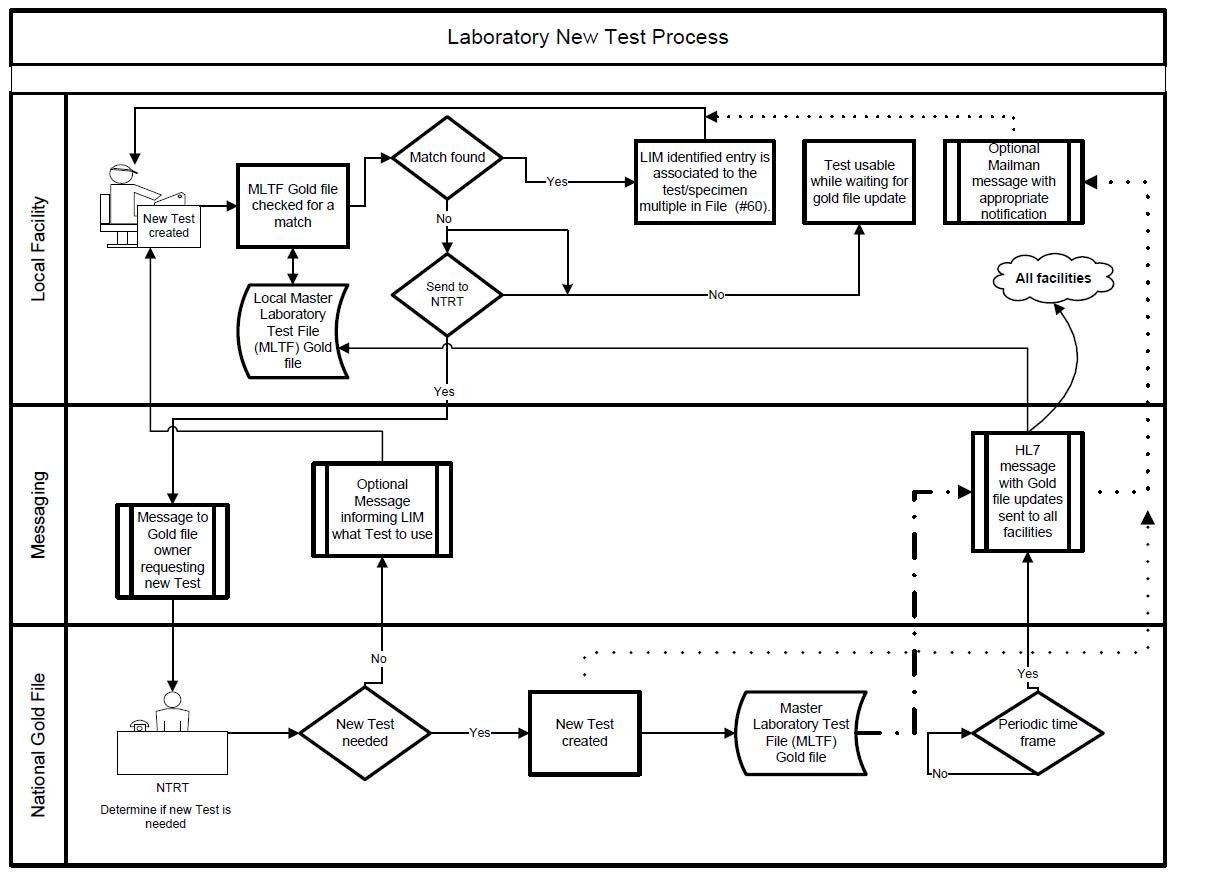 Laboratory New Test Process
Local Facility
New Test
created
MLTF Gold file
checked for a
match
Local Master
Laboratory
Test File
(MLTF) Gold
file
Match found
Yes
No
Send to
NTRT
No
Yes
LIM identified entry is
associated to the
test/specimen
multiple in File  (#60).
Test usable
while waiting for
gold file update
Optional
Mailman
message with
appropriate
notification
All facilities
Messaging
Message to
Gold file
owner
requesting
new Test
Optional
Message
informing LIM
what Test to use
HL7
message
with Gold
file updates
sent to all
facilities
National Gold File
NTRT
Determine if new Test is
needed
New Test
needed
No
Yes
New Test
created
Master
Laboratory Test
File (MLTF)
Gold file
Periodic time
frame
Yes
No